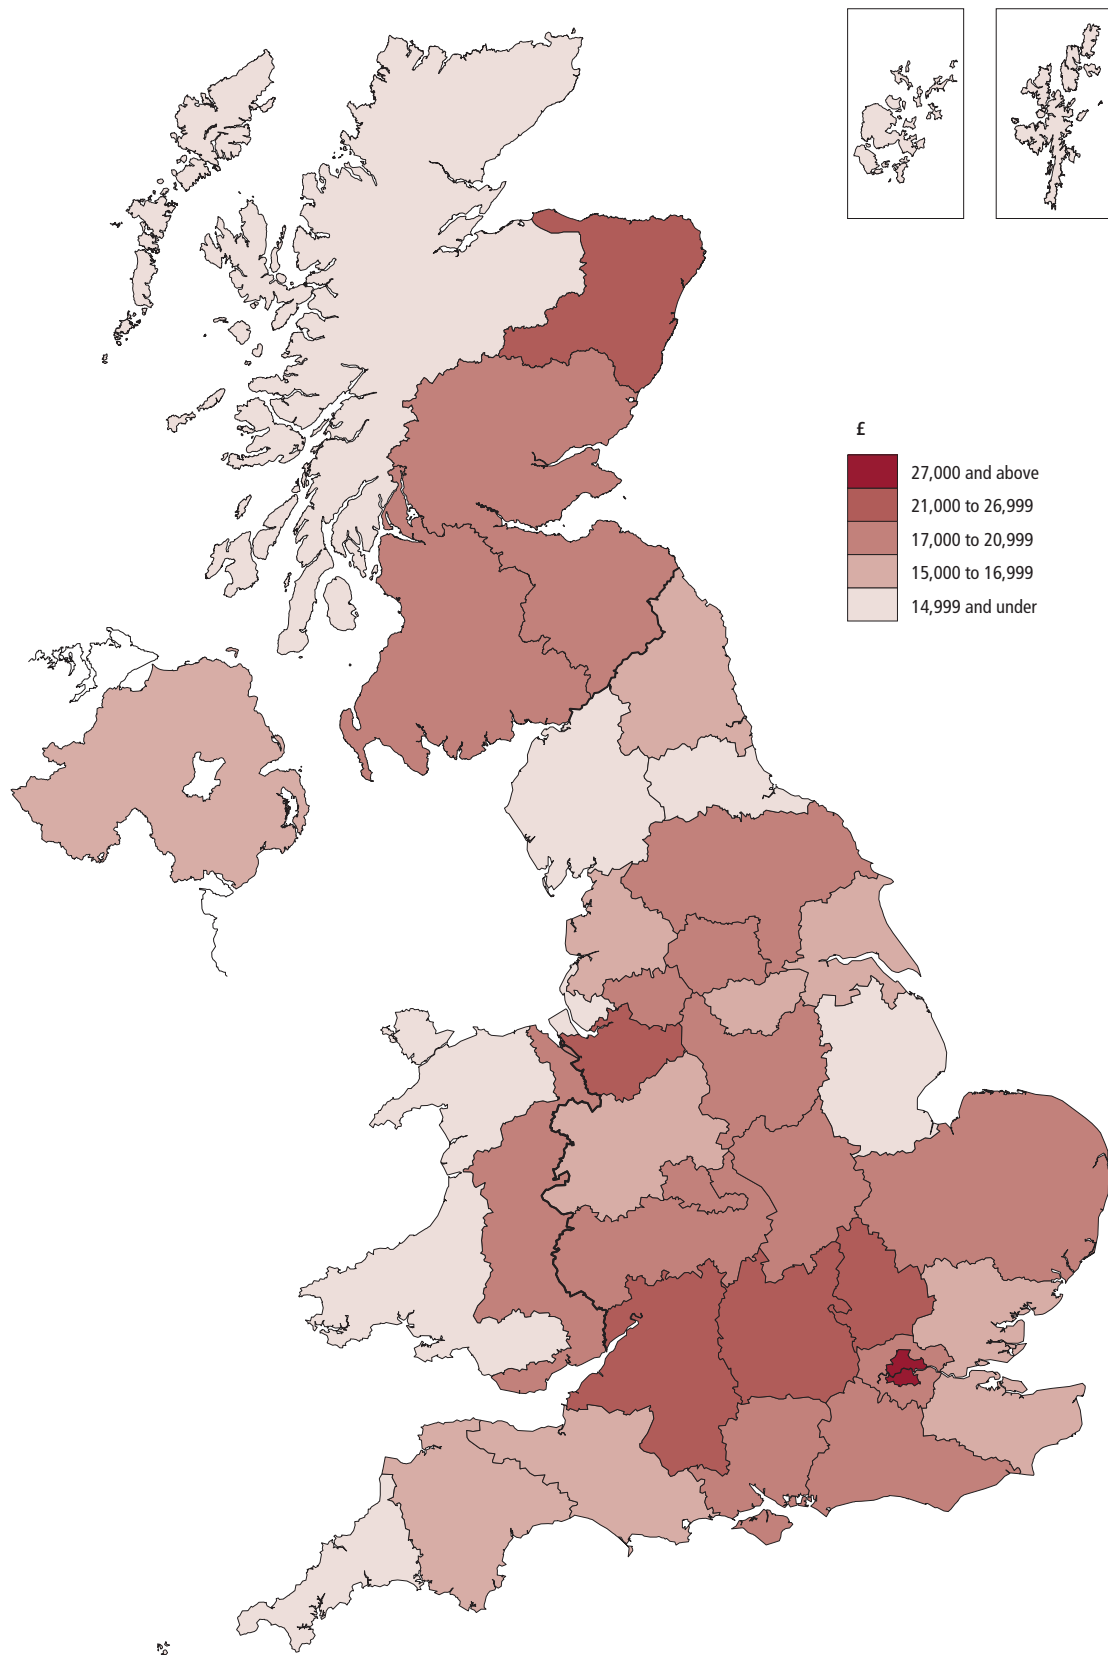 £
27,000 and above
21,000 to 26,999
17,000 to 20,999
15,000 to 16,999
14,999 and under